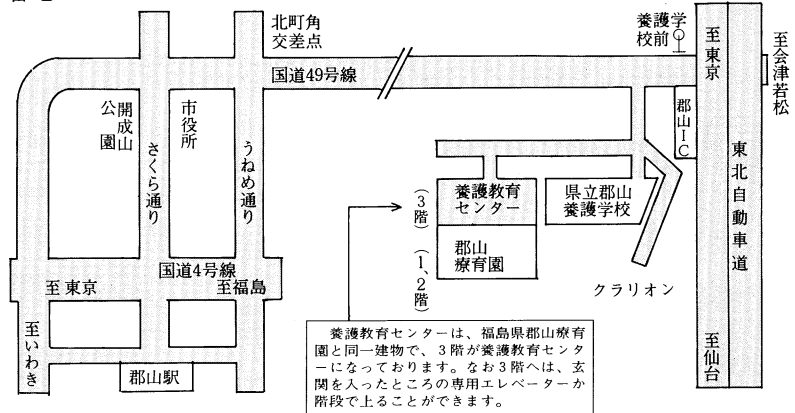 北町角
交差点
養護学
校前
至東京
至会津若松
国道49号線
開成山
公園
市役所
さくら通り
うねめ通り
郡山IC
東北自動車道
養護教育
センター
(3階)
県立郡山
養護学校
郡山
療育園
(1、2階)
国道4号線
至東京
至福島
クラリオン
至いわき
郡山駅
至仙台
養護教育センターは、福島県郡山療育
園と同一建物で、3階が養護教育センタ
ーになっております。なお3階へは、玄
関を入ったところの専用エレベーターか
階段で上ることができます。